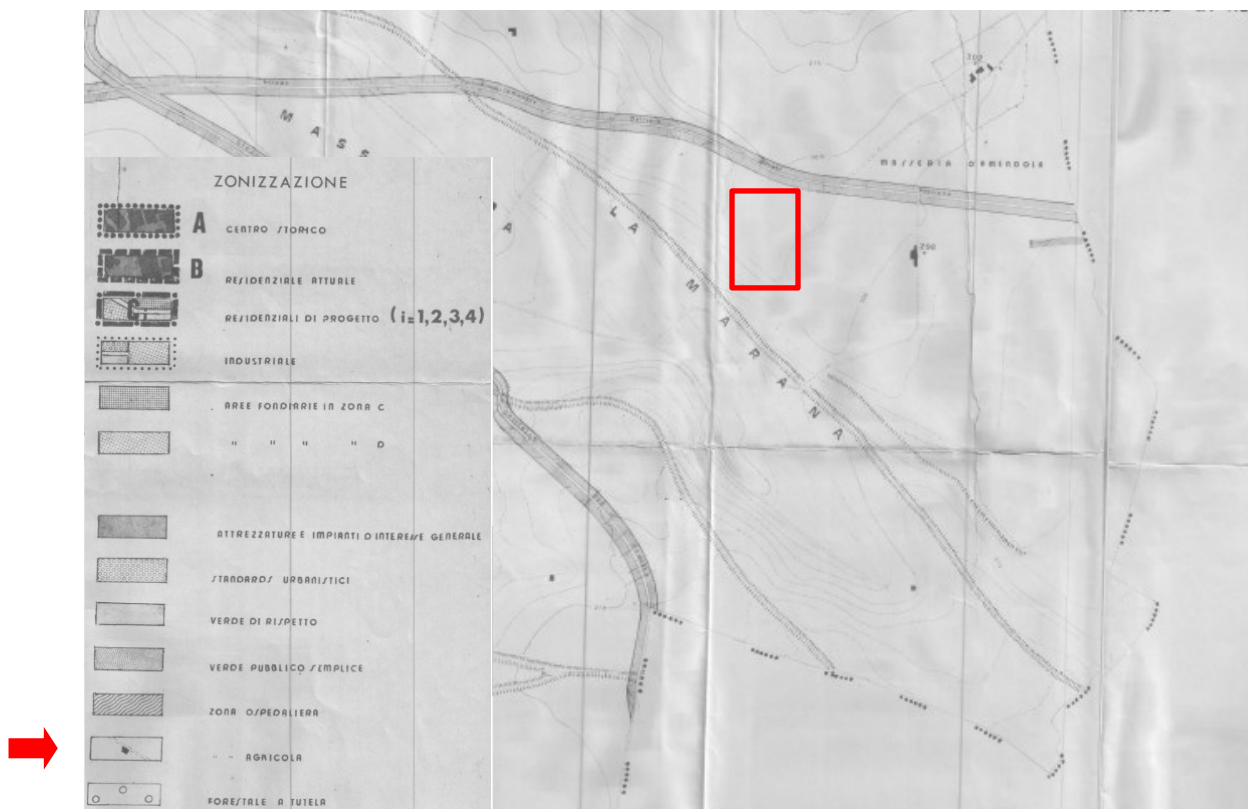 300
MASSERIA D'AMENDOLA
ZONIZZAZIONE
A CENTRO STORICO
B
RESIDENZIALE ATTUALE
RESIDENZIALI DI PROGETTO (i=1,2,3,4)
INDUSTRIALE
AREE FONDIARIE IN ZONA C
" " " " D
ATTREZZATURE E IMPIANTI D'INTERESSE GENERALE
STANDARDS URBANISTICI
VERDE DI RISPETTO
VERDE PUBBLICO SEMPLICE
ZONA OSPEDALIERA
- - AGRICOLA
FORESTALE A TUTELA
MASS
LA MARANA
250